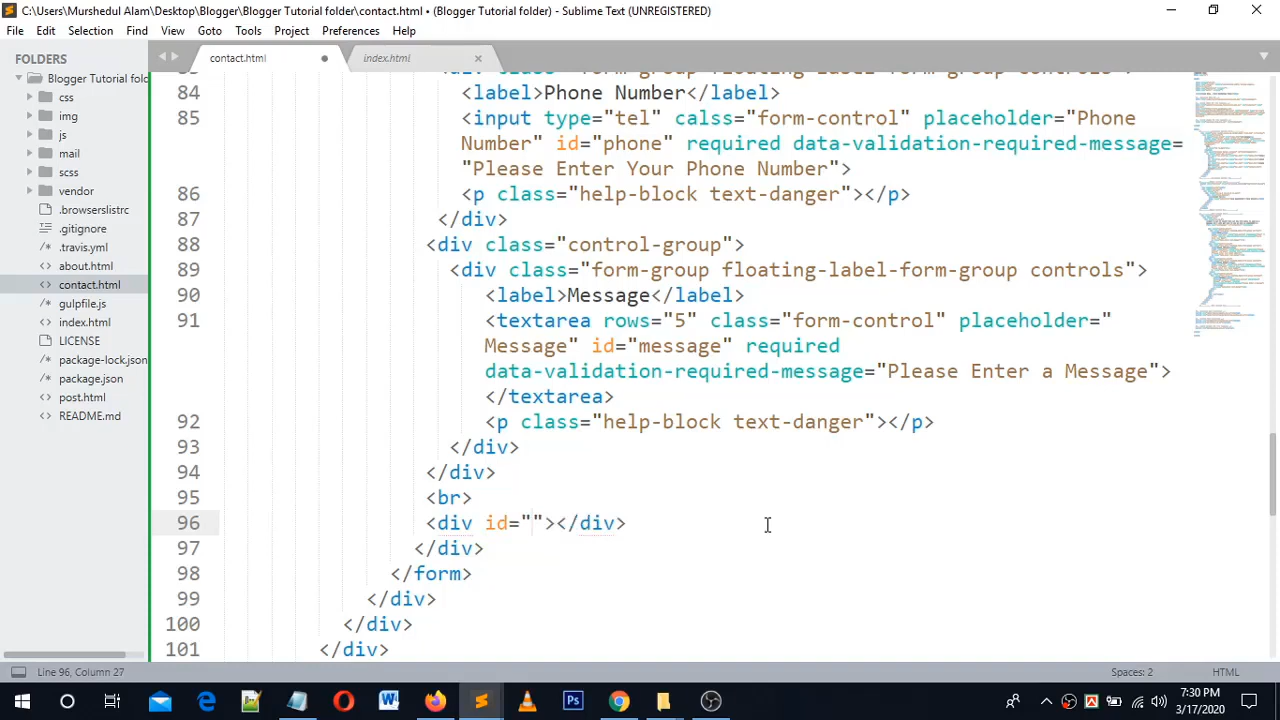 C:\Users\Murshedul Alam\Desktop\Blogger\Blogger Tutorial folder\contact.html • (Blogger Tutorial folder) - Sublime Text (UNREGISTERED)
File Edit Selection Find View Goto Tools Project Preferences Help
FOLDERS
Blogger Tutorial fold
css
img
js
mail
scss
vendor
.browserslistrc
.gitignore
.travis.yml
about.html
contact.html
gulpfile.js
index.html
LICENSE
package-lock.json
package.json
post.html
README.md
contact.html
index.html
84 <label>Phone Number</label>
85 <input type="tel" calss="form-control" placeholder="Phone
Number" id="phone" required data-validation-required-message=
"Please Enter Your Phone Number">
86 <p class="help-block text-danger"></p>
87 </div>
88 <div class="control-group">
89 <div class="form-group floating-label-form-group controls">
90 <label>Message</label>
91 <textarea rows="5" class="form-control" placeholder="
Message" id="message" required
data-validation-required-message="Please Enter a Message">
</textarea>
92 <p class="help-block text-danger"></p>
93 </div>
94 </div>
95 <br>
96 <div id=""></div>
97 </div>
98 </form>
99 </div>
100 </div>
101 </div>
Line 96, Column 27
Spaces: 2
HTML
7:30 PM
3/17/2020